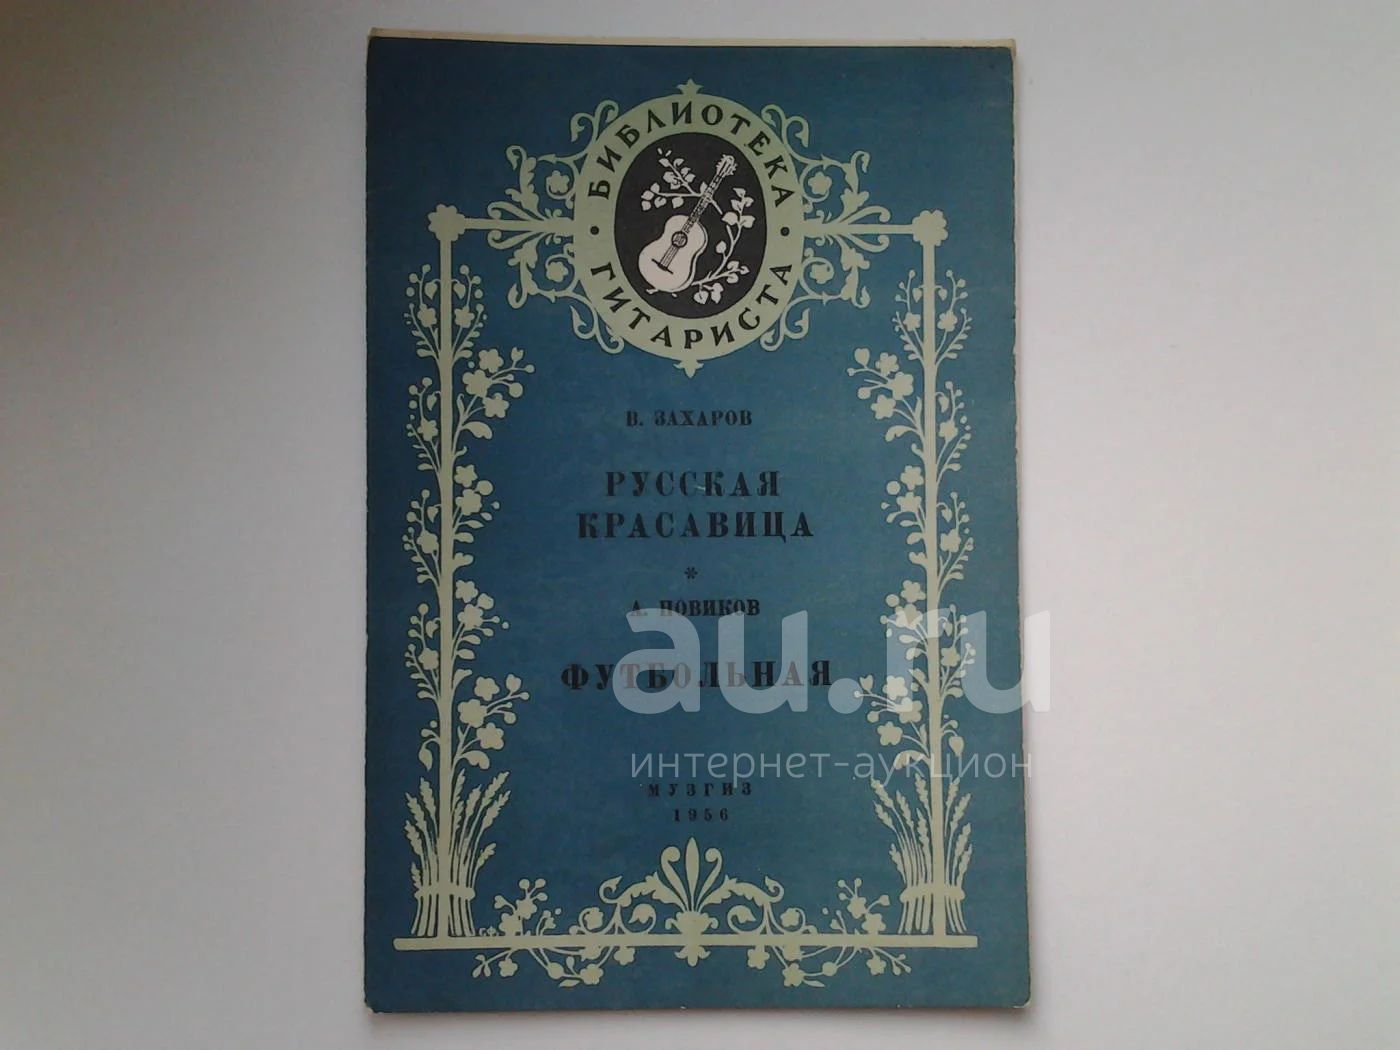 БИБЛИОТЕКА
ГИТАРИСТА
В. ЗАХАРОВ
РУССКАЯ
КРАСАВИЦА
*
А. НОВИКОВ
ФУТБОЛЬНАЯ
au.ru
интернет-аукцион
МУЗГИЗ
1956